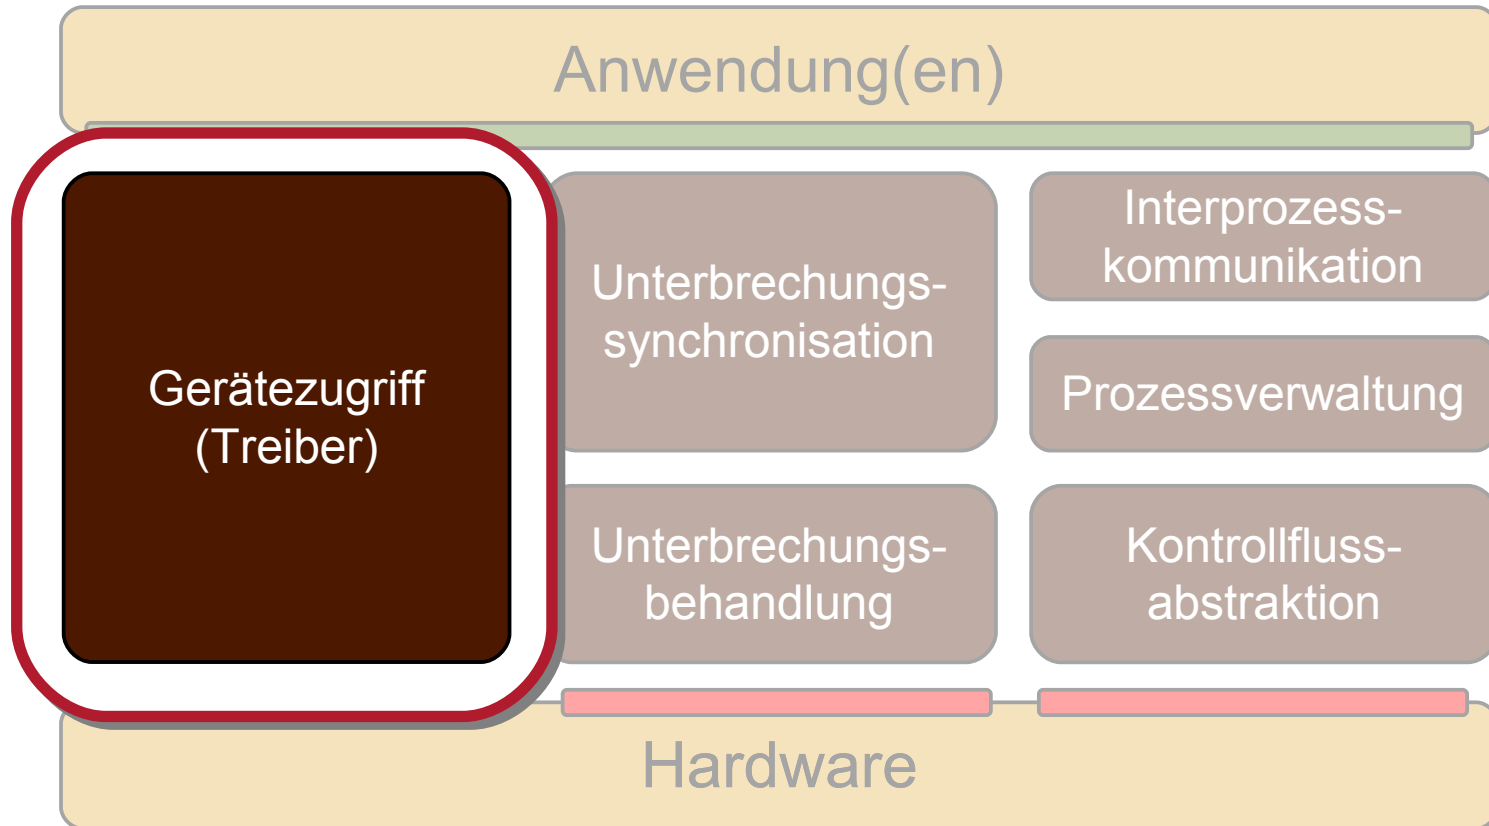 Anwendung(en)
Gerätezugriff
(Treiber)
Unterbrechungs-
synchronisation
Unterbrechungs-
behandlung
Interprozess-
kommunikation
Prozessverwaltung
Kontrollfluss-
abstraktion
Hardware